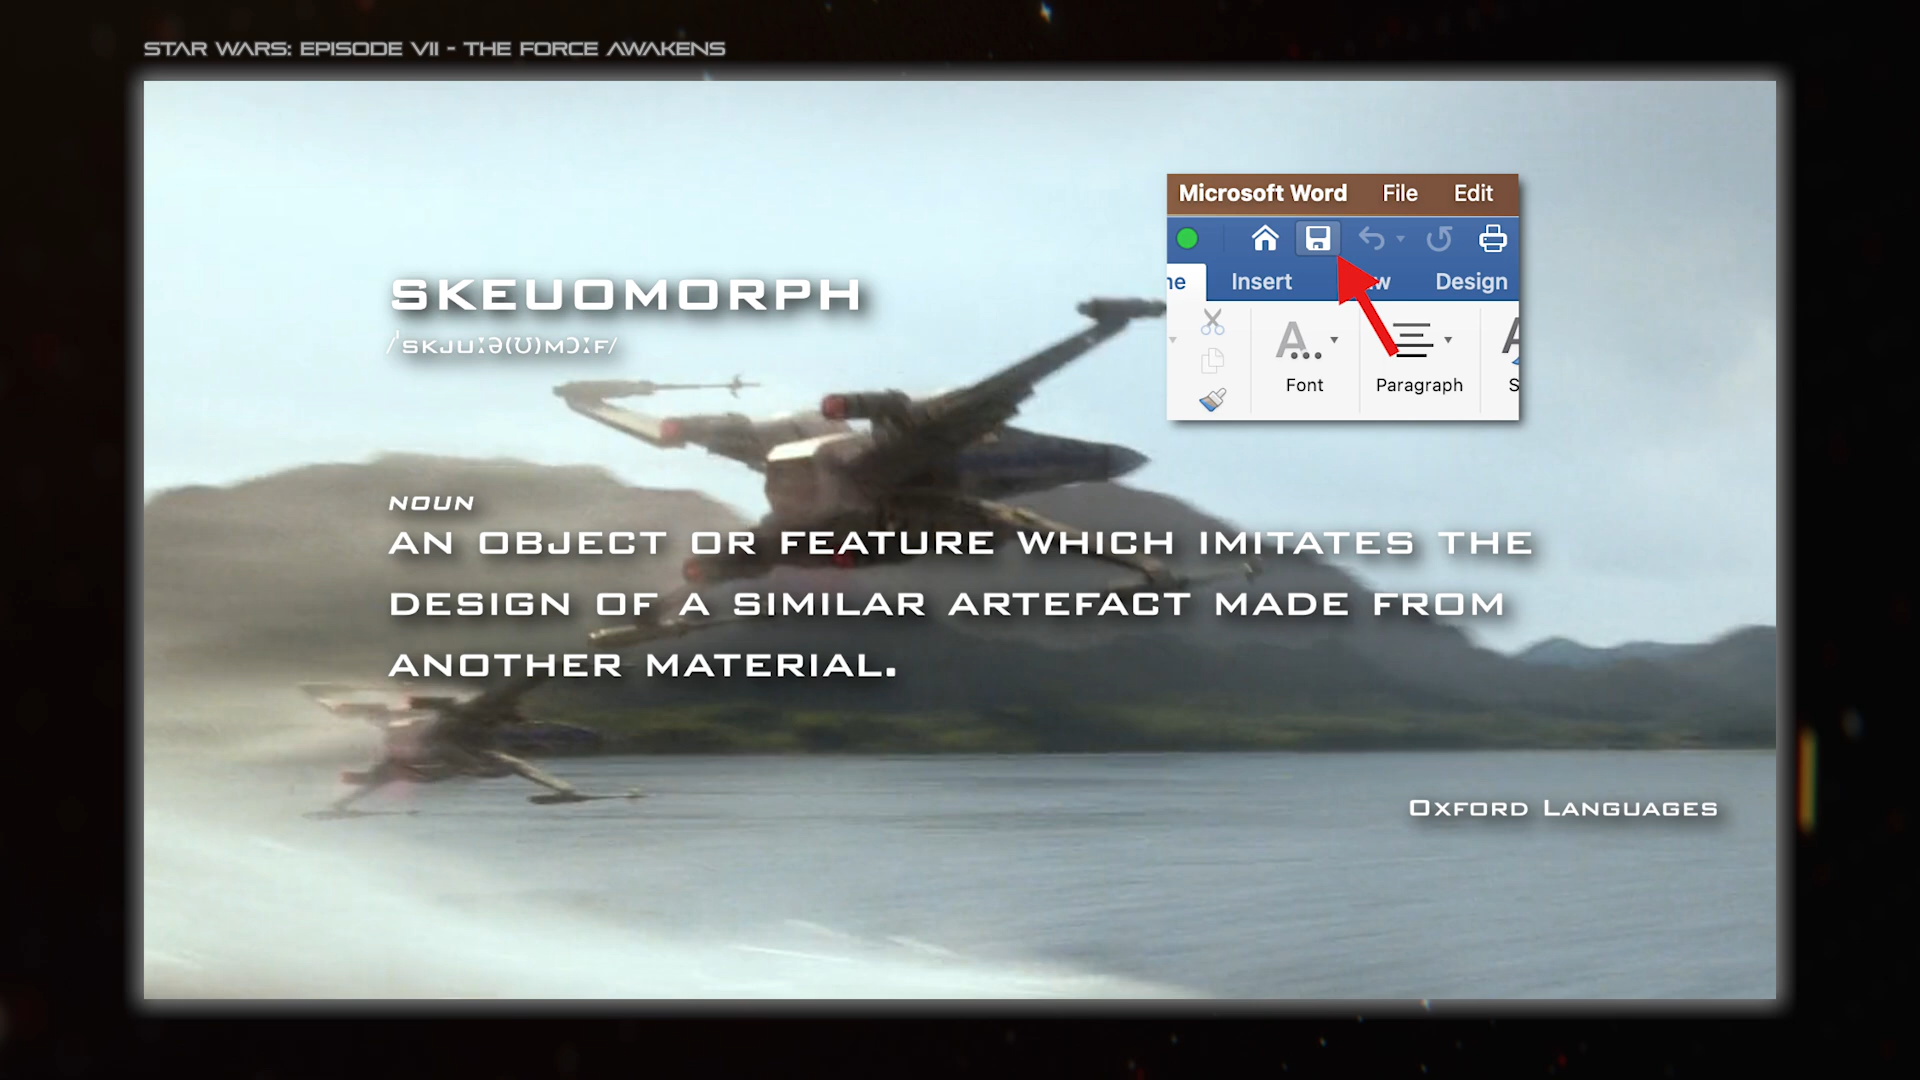 STAR WARS: EPISODE VII - THE FORCE AWAKENS
Microsoft Word File Edit
Insert Design
Font Paragraph
SKEUOMORPH
/ˈSKJUːƏ(Ʊ)MƆːF/
NOUN
AN OBJECT OR FEATURE WHICH IMITATES THE
DESIGN OF A SIMILAR ARTEFACT MADE FROM
ANOTHER MATERIAL.
Oxford Languages